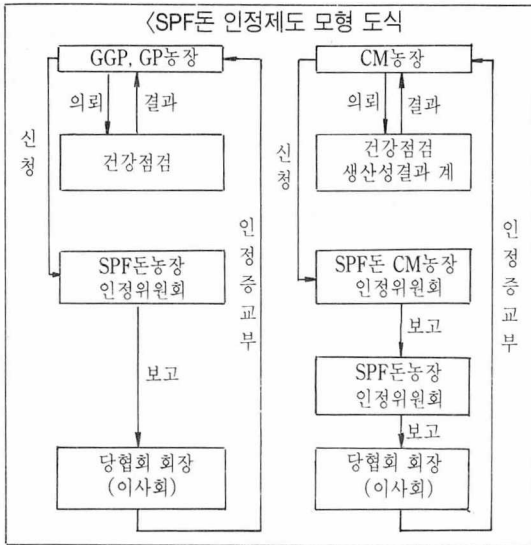 〈SPF돈 인정제도 모형 도식
GGP, GP농장
의뢰
결과
신청
건강점검
SPF돈농장
인정위원회
보고
당협회 회장
(이사회)
인정증교부
CM농장
의뢰
결과
신청
건강점검
생산성결과 계
SPF돈 CM농장
인정위원회
보고
SPF돈농장
인정위원회
보고
당협회 회장
(이사회)
인정증교부